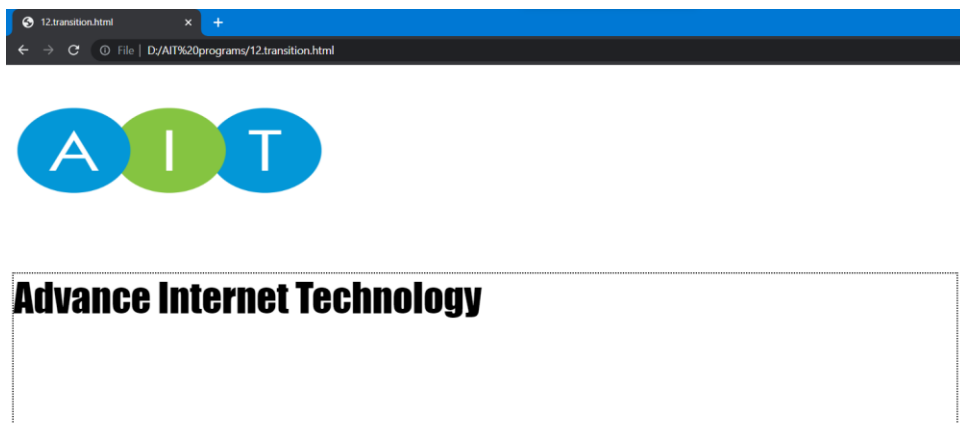 12.transition.html
File | D:/AIT%20programs/12.transition.html
A I T
Advance Internet Technology